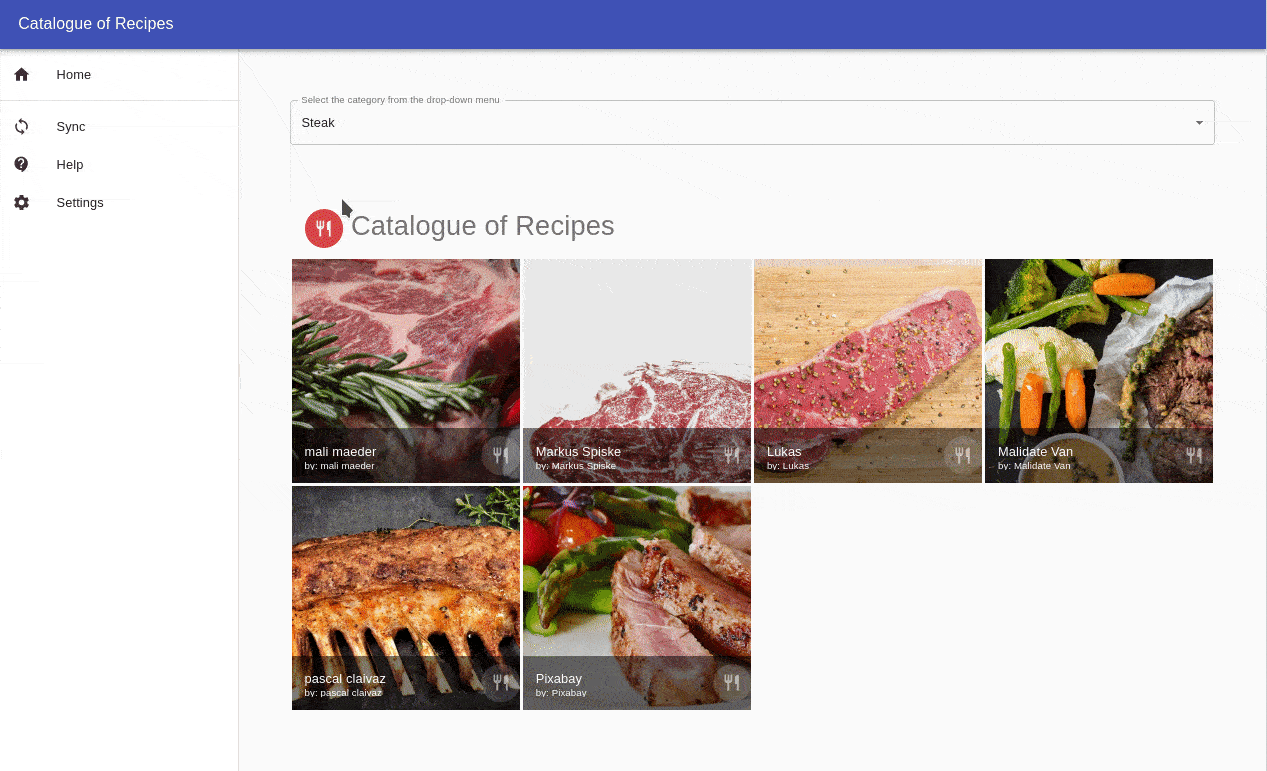 Catalogue of Recipes
Home
Sync
Help
Settings
Select the category from the drop-down menu
Steak
Catalogue of Recipes
mali maeder
by: mali maeder
Markus Spiske
by: Markus Spiske
Lukas
by: Lukas
Malidate Van
by: Malidate Van
pascal claivaz
by: pascal claivaz
Pixabay
by: Pixabay